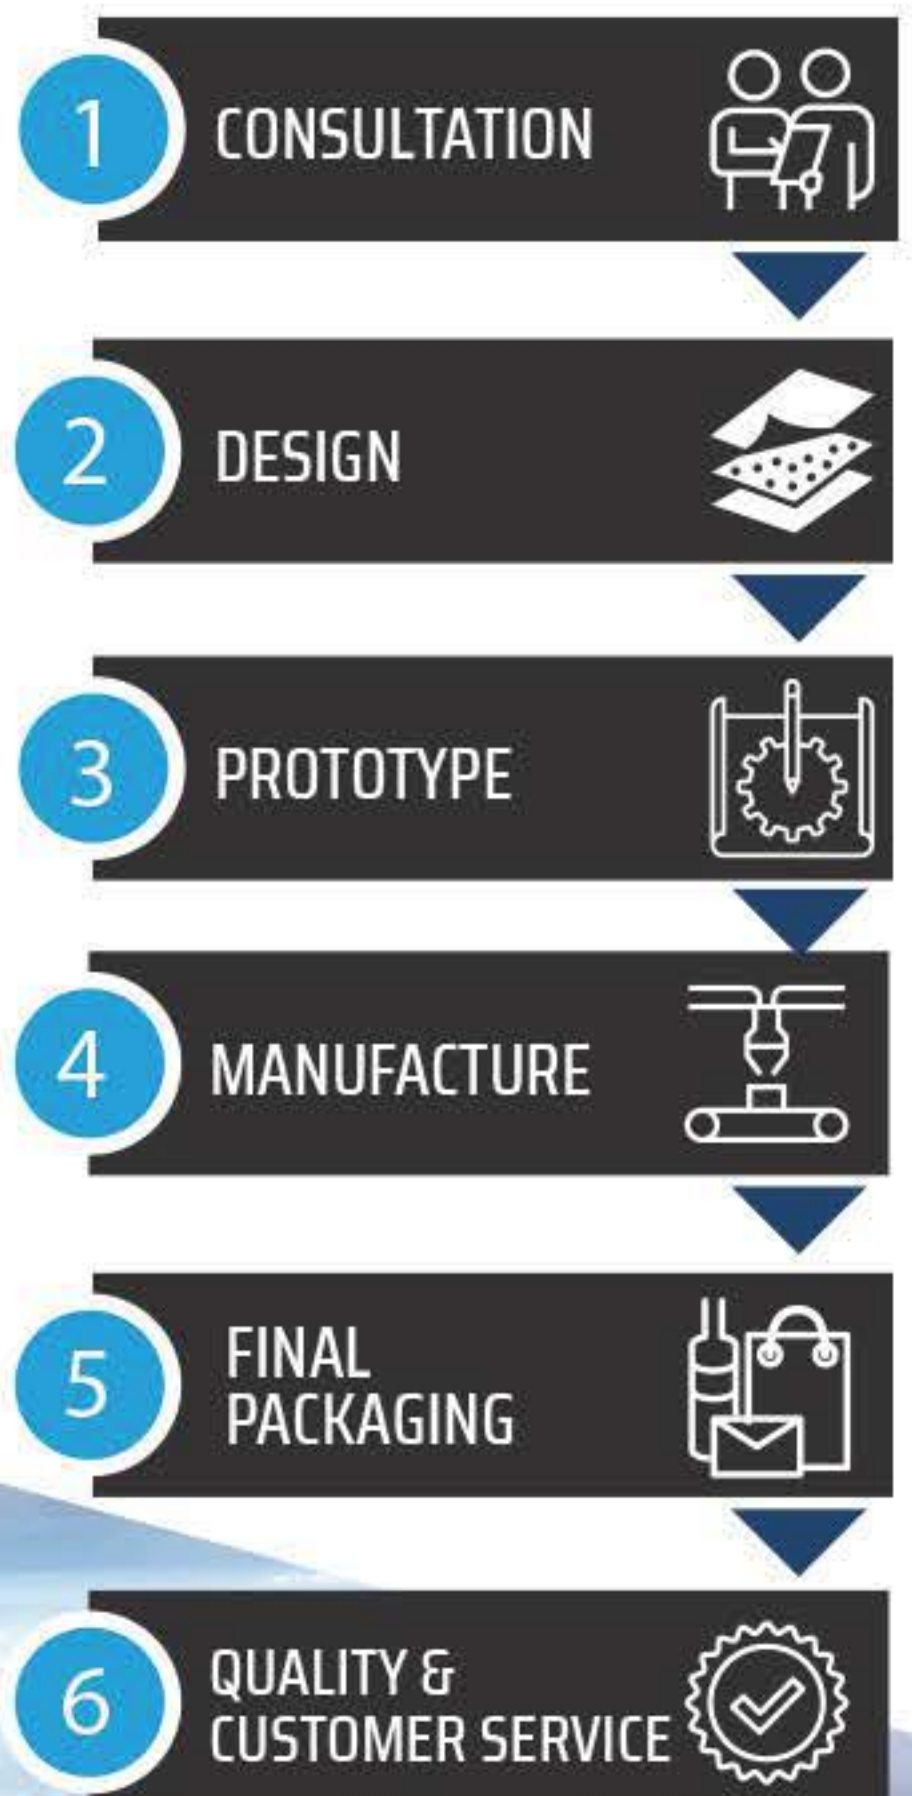 1
CONSULTATION
2
DESIGN
3
PROTOTYPE
4
MANUFACTURE
5
FINAL
PACKAGING
6
QUALITY &
CUSTOMER SERVICE